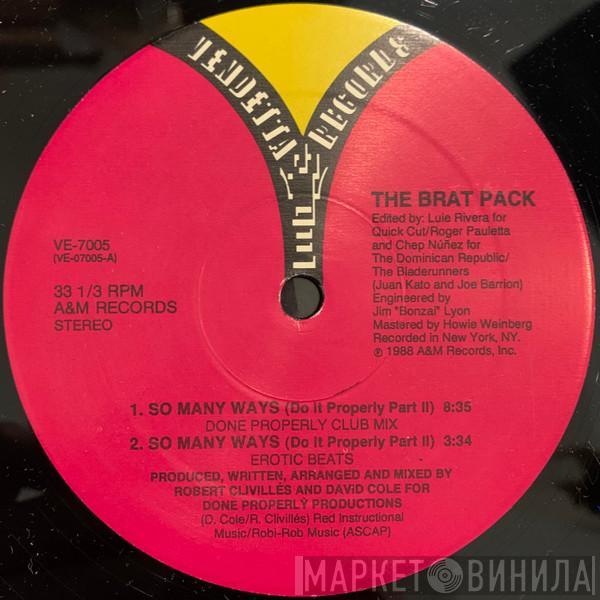 VENDETTA RECORDS
THE BRAT PACK
Edited by: Luie Rivera for
Quick Cut/Roger Pauletta
and Chep Núñez for
The Dominican Republic/
The Bladerunners
(Juan Kato and Joe Barrion)
Engineered by
Jim "Bonzai" Lyon
Mastered by Howie Weinberg
Recorded in New York, NY.
℗ 1988 A&M Records, Inc.
VE-7005
(VE-07005-A)
33 1/3 RPM
A&M RECORDS
STEREO
1. SO MANY WAYS (Do It Properly Part II) 8:35
DONE PROPERLY CLUB MIX
2. SO MANY WAYS (Do It Properly Part II) 3:34
EROTIC BEATS
PRODUCED, WRITTEN, ARRANGED AND MIXED BY
ROBERT CLIVILLÉS AND DAVID COLE FOR
DONE PROPERLY PRODUCTIONS
(D. Cole/R. Clivillés) Red Instructional
Music/Robi-Rob Music (ASCAP)
МАРКЕТ ВИНИЛА